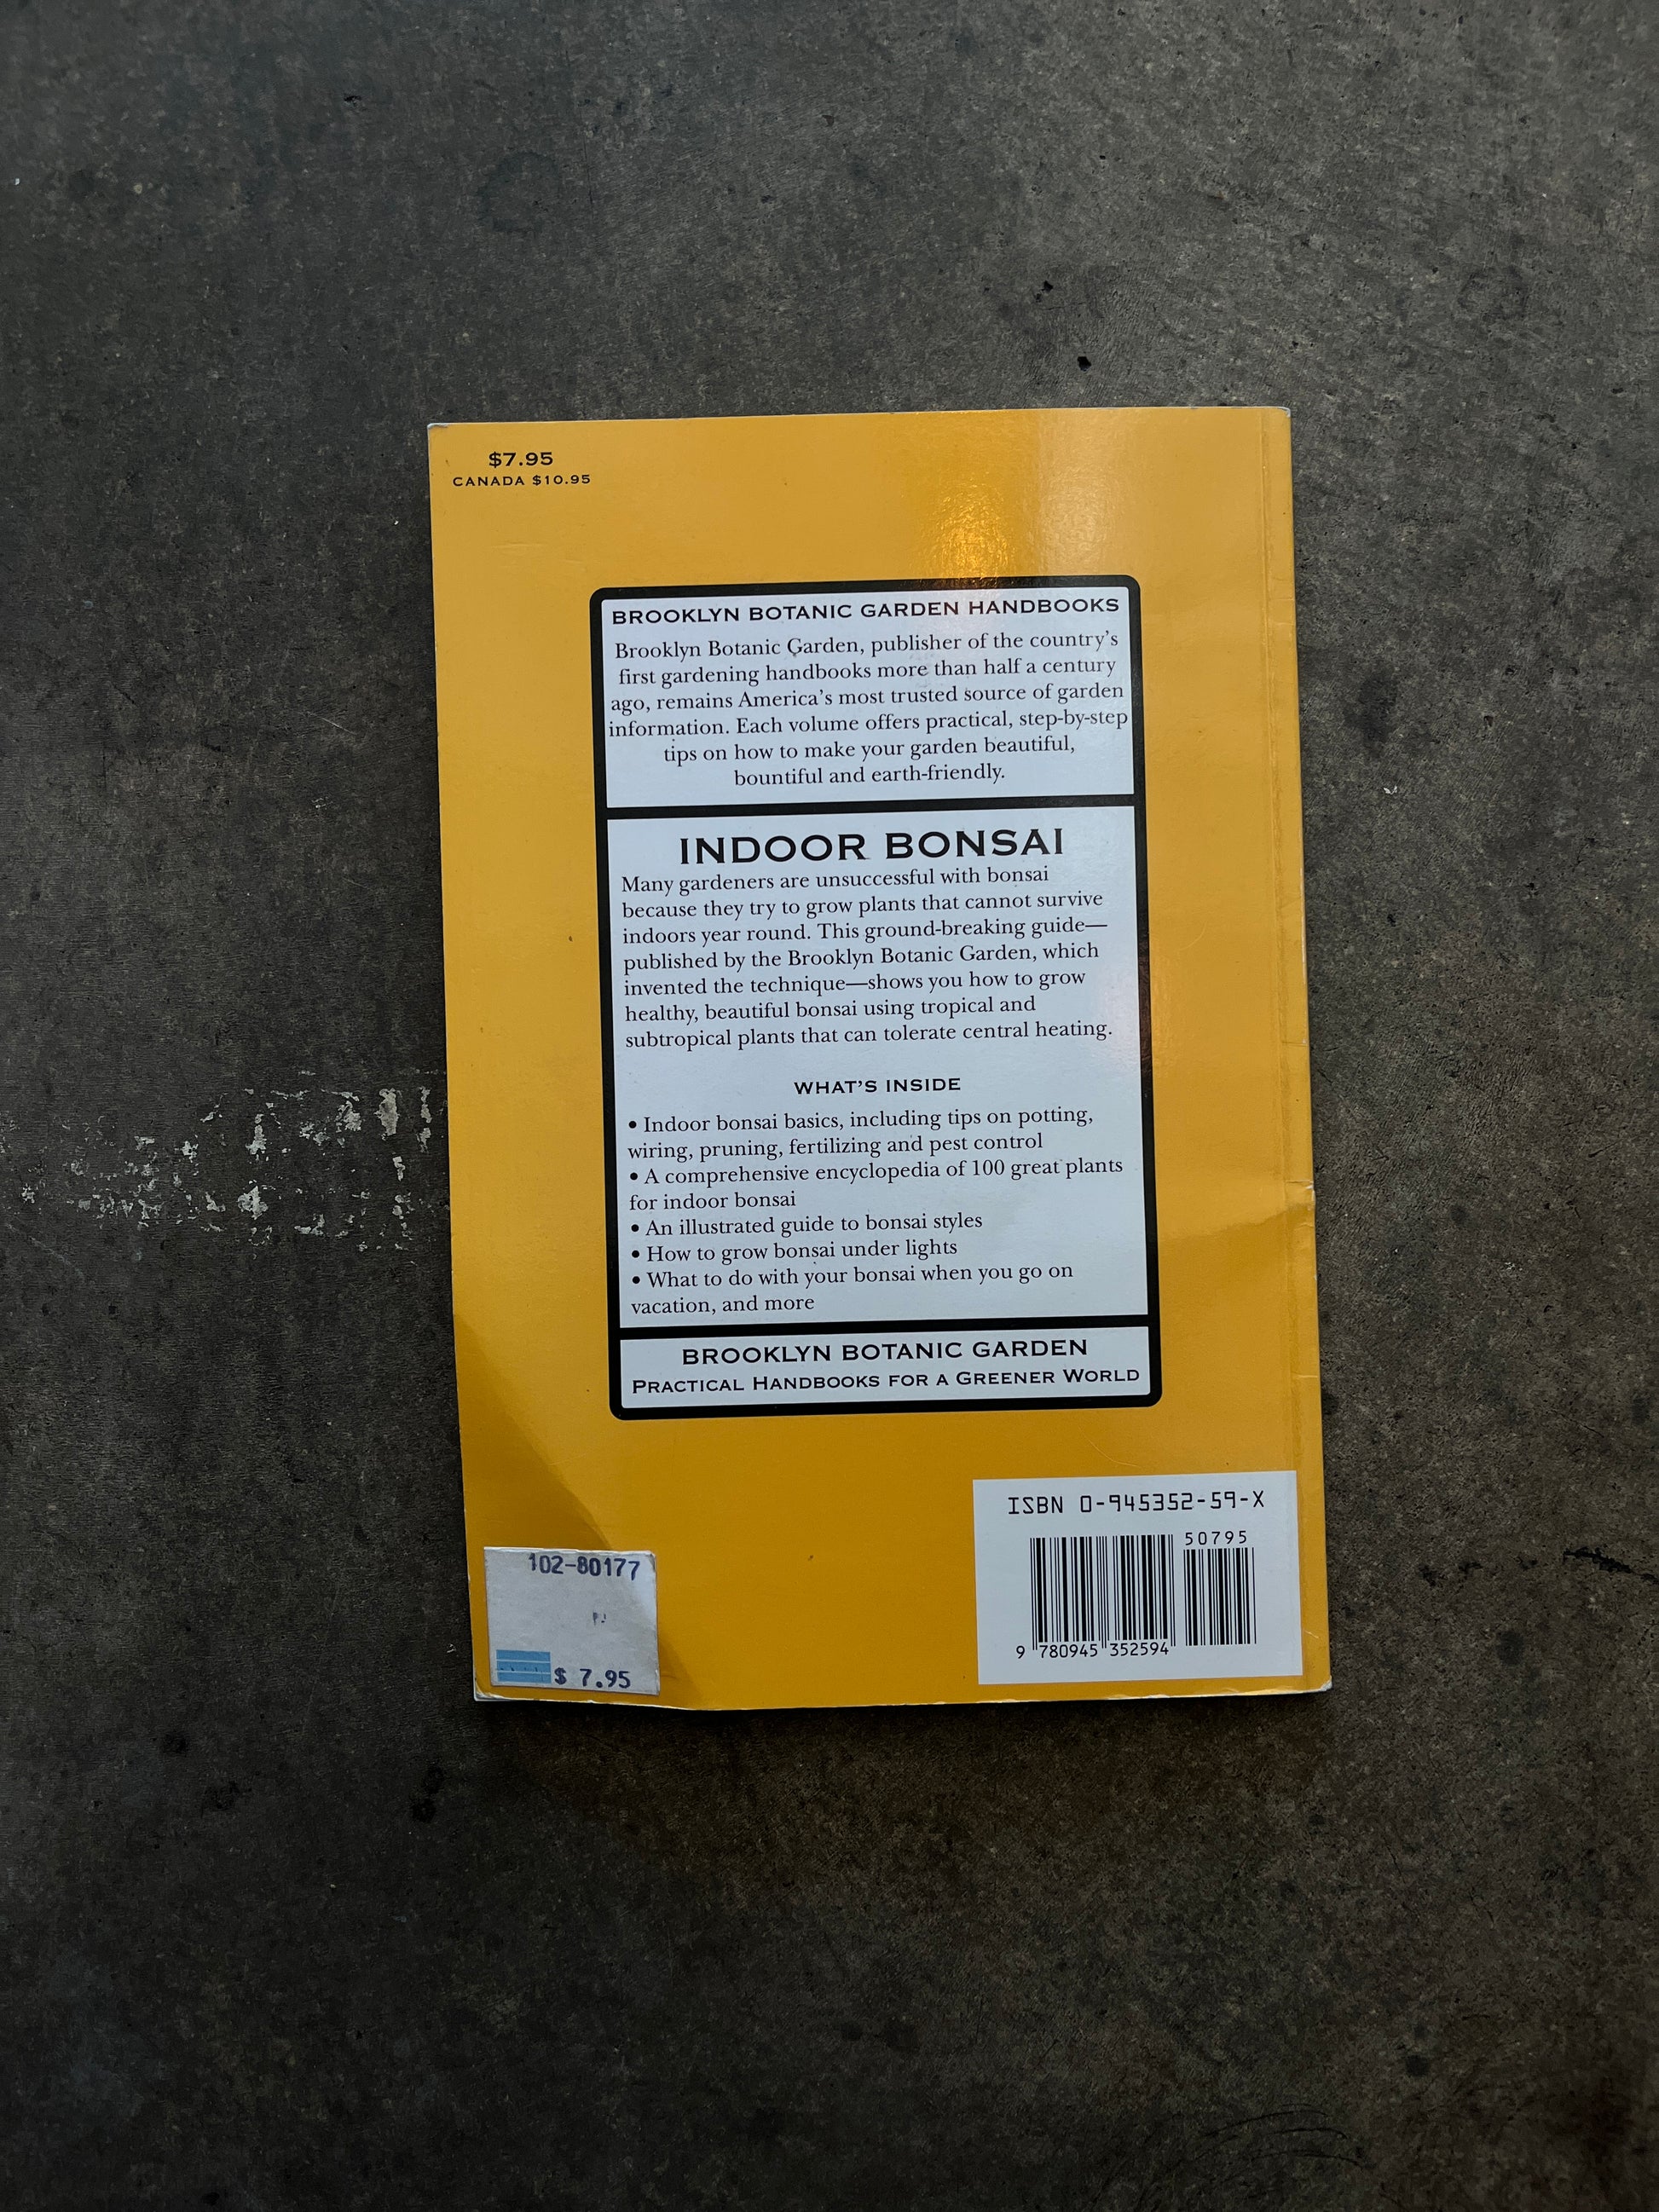 $7.95
CANADA $10.95
BROOKLYN BOTANIC GARDEN HANDBOOKS
Brooklyn Botanic Garden, publisher of the country's
first gardening handbooks more than half a century
ago, remains America's most trusted source of garden
information. Each volume offers practical, step-by-step
tips on how to make your garden beautiful,
bountiful and earth-friendly.
INDOOR BONSAI
Many gardeners are unsuccessful with bonsai
because they try to grow plants that cannot survive
indoors year round. This ground-breaking guide—
published by the Brooklyn Botanic Garden, which
invented the technique—shows you how to grow
healthy, beautiful bonsai using tropical and
subtropical plants that can tolerate central heating.
WHAT'S INSIDE
• Indoor bonsai basics, including tips on potting,
wiring, pruning, fertilizing and pest control
• A comprehensive encyclopedia of 100 great plants
for indoor bonsai
• An illustrated guide to bonsai styles
• How to grow bonsai under lights
• What to do with your bonsai when you go on
vacation, and more
BROOKLYN BOTANIC GARDEN
PRACTICAL HANDBOOKS FOR A GREENER WORLD
ISBN 0-945352-59-X
50795
9 780945 352594
102-80177
$ 7.95